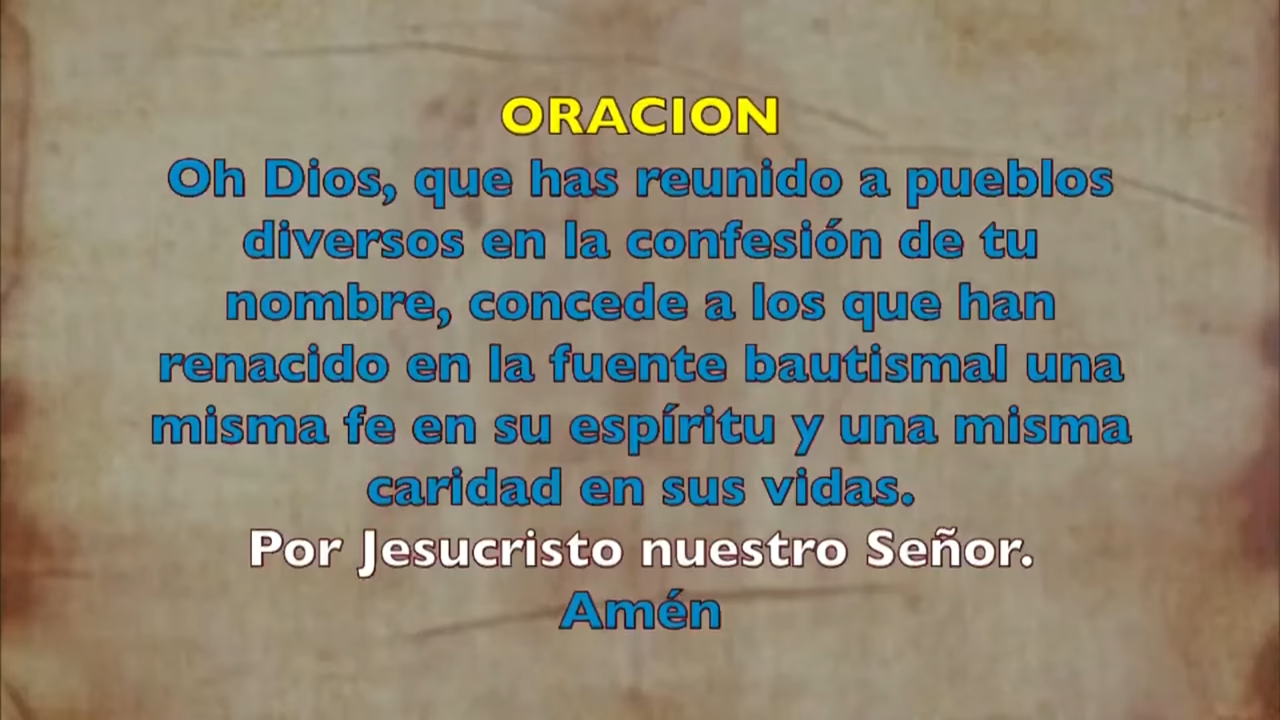 ORACION
Oh Dios, que has reunido a pueblos
diversos en la confesión de tu
nombre, concede a los que han
renacido en la fuente bautismal una
misma fe en su espíritu y una misma
caridad en sus vidas.
Por Jesucristo nuestro Señor.
Amén